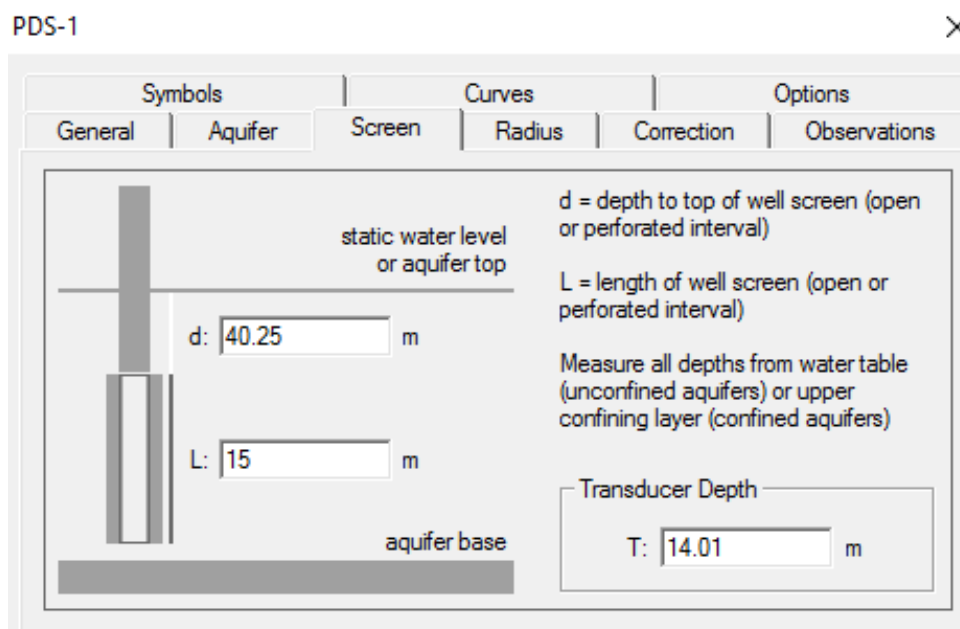 PDS-1
Symbols Curves Options
General Aquifer Screen Radius Correction Observations
static water level
or aquifer top
d: 40.25 m
L: 15 m
aquifer base
d = depth to top of well screen (open
or perforated interval)
L = length of well screen (open or
perforated interval)
Measure all depths from water table
(unconfined aquifers) or upper
confining layer (confined aquifers)
Transducer Depth
T: 14.01 m